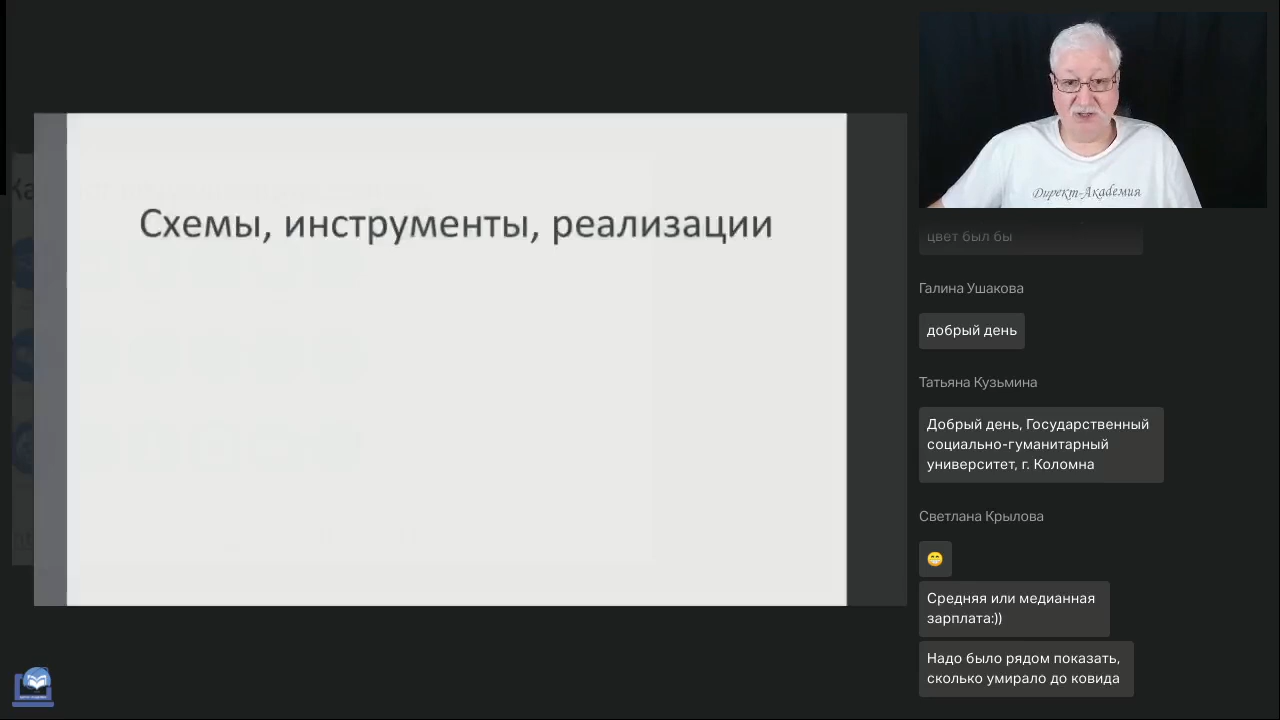 Схемы, инструменты, реализации
Директ-Академия
цвет был бы
Галина Ушакова
добрый день
Татьяна Кузьмина
Добрый день, Государственный
социально-гуманитарный
университет, г. Коломна
Светлана Крылова
😁
Средняя или медианная
зарплата:))
Надо было рядом показать,
сколько умирало до ковида